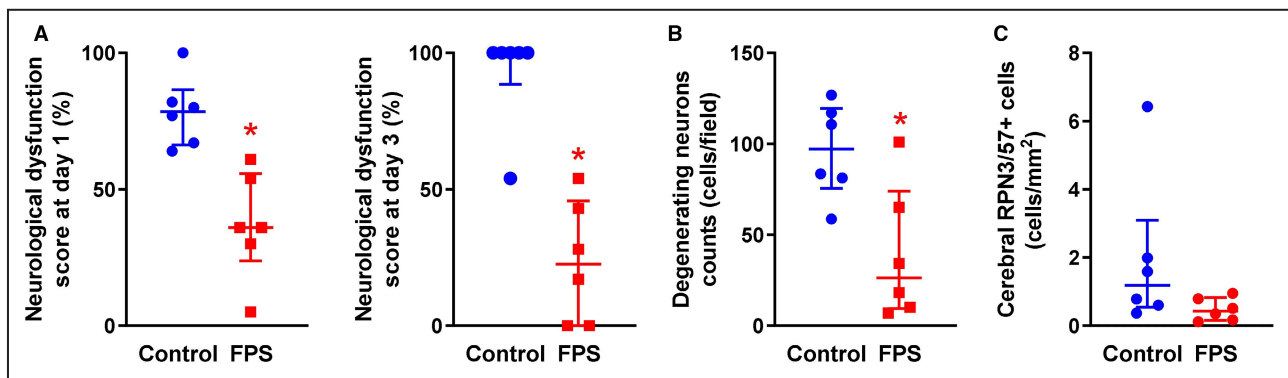 A
Neurological dysfunction
score at day 1 (%)
100
50
0
*
Control FPS
Neurological dysfunction
score at day 3 (%)
100
50
0
*
Control FPS
B
Degenerating neurons
counts (cells/field)
150
100
50
0
*
Control FPS
C
Cerebral RPN3/57+ cells
(cells/mm²)
8
6
4
2
0
Control FPS